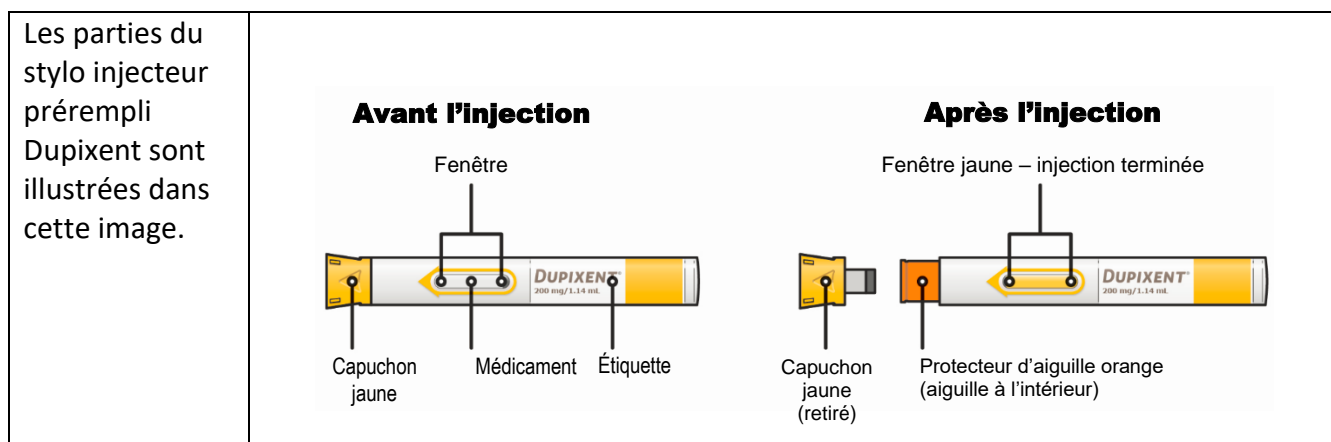 Les parties du
stylo injecteur
prérempli
Dupixent sont
illustrées dans
cette image.
Avant l’injection
Fenêtre
DUPIXENT®
200 mg/1.14 mL
Capuchon
jaune
Médicament
Étiquette
Après l’injection
Fenêtre jaune – injection terminée
DUPIXENT®
200 mg/1.14 mL
Capuchon
jaune
(retiré)
Protecteur d’aiguille orange
(aiguille à l’intérieur)